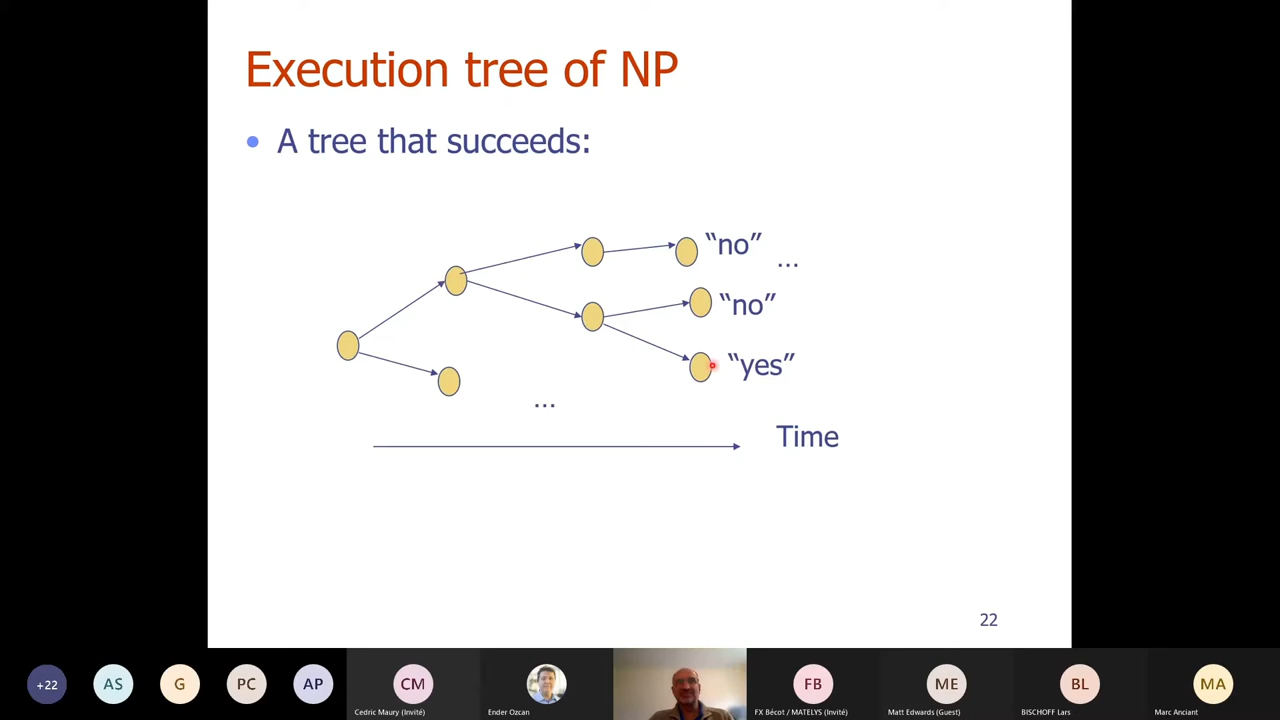 Execution tree of NP
• A tree that succeeds:
“no”
...
“no”
“yes”
...
Time
22
+22
AS
G
PC
AP
CM
Cedric Maury (Invité)
Ender Ozcan
FB
FX Bécot / MATELYS (Invité)
ME
Matt Edwards (Guest)
BL
BISCHOFF Lars
MA
Marc Anciant